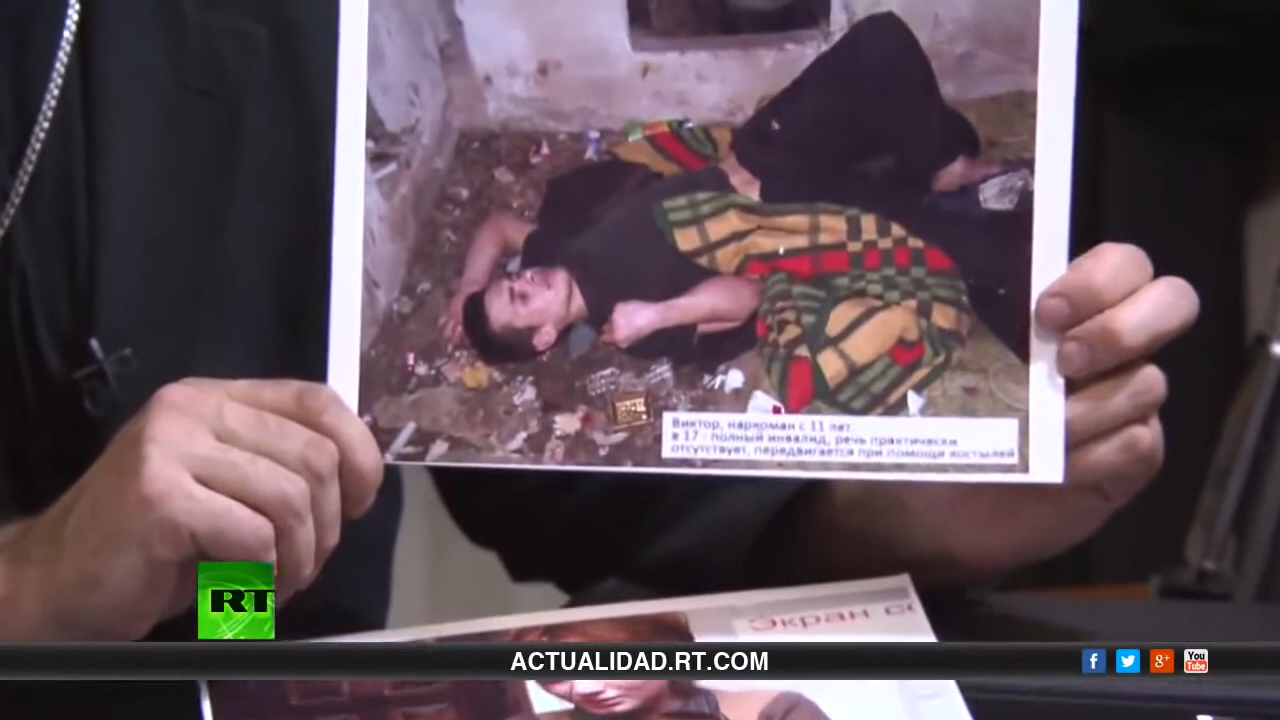 Виктор, наркоман с 11 лет.
в 17 - полный инвалид, речь практически
отсутствует, передвигается при помощи костылей
RT
Экран
ACTUALIDAD.RT.COM
f
g+
You
Tube